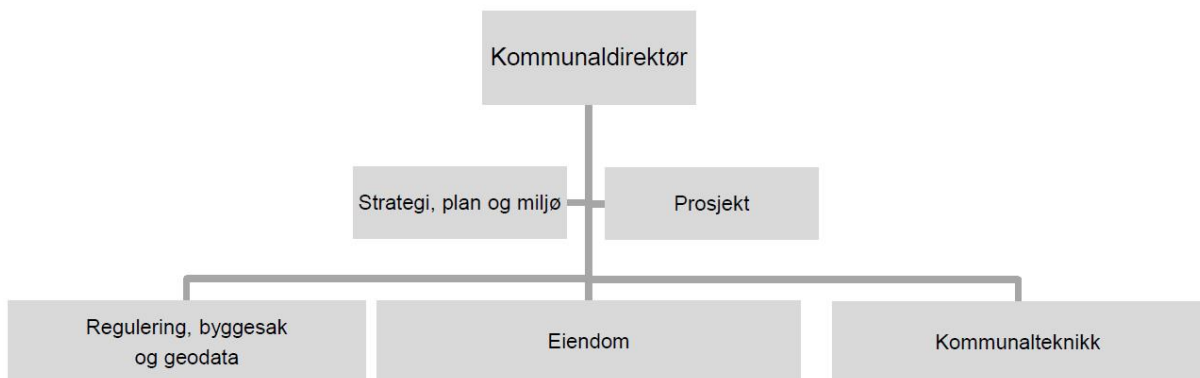 Kommunaldirektør
Strategi, plan og miljø
Prosjekt
Regulering, byggesak
og geodata
Eiendom
Kommunalteknikk